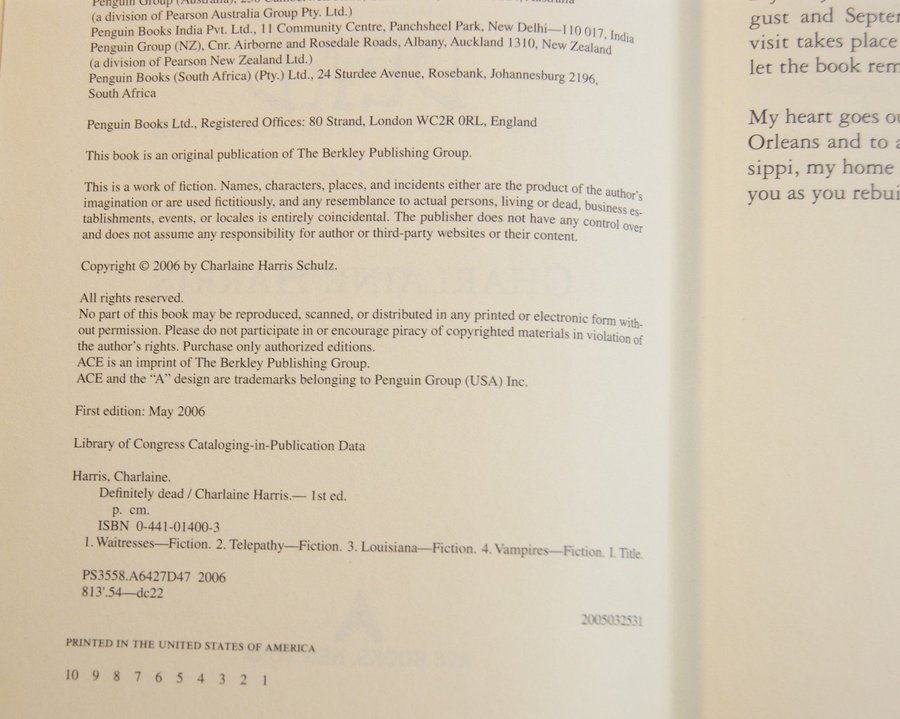 Penguin Group (Australia), 250
(a division of Pearson Australia Group Pty. Ltd.)
Penguin Books India Pvt. Ltd., 11 Community Centre, Panchsheel Park, New Delhi—110 017, India
Penguin Group (NZ), Cnr. Airborne and Rosedale Roads, Albany, Auckland 1310, New Zealand
(a division of Pearson New Zealand Ltd.)
Penguin Books (South Africa) (Pty.) Ltd., 24 Sturdee Avenue, Rosebank, Johannesburg 2196,
South Africa
Penguin Books Ltd., Registered Offices: 80 Strand, London WC2R 0RL, England
This book is an original publication of The Berkley Publishing Group.
This is a work of fiction. Names, characters, places, and incidents either are the product of the author's
imagination or are used fictitiously, and any resemblance to actual persons, living or dead, business es-
tablishments, events, or locales is entirely coincidental. The publisher does not have any control over
and does not assume any responsibility for author or third-party websites or their content.
Copyright © 2006 by Charlaine Harris Schulz.
All rights reserved.
No part of this book may be reproduced, scanned, or distributed in any printed or electronic form with-
out permission. Please do not participate in or encourage piracy of copyrighted materials in violation of
the author's rights. Purchase only authorized editions.
ACE is an imprint of The Berkley Publishing Group.
ACE and the “A” design are trademarks belonging to Penguin Group (USA) Inc.
First edition: May 2006
Library of Congress Cataloging-in-Publication Data
Harris, Charlaine.
Definitely dead / Charlaine Harris.— 1st ed.
p. cm.
ISBN 0-441-01400-3
1. Waitresses—Fiction. 2. Telepathy—Fiction. 3. Louisiana—Fiction. 4. Vampires—Fiction. I. Title.
PS3558.A6427D47 2006
813'.54—dc22
2005032531
PRINTED IN THE UNITED STATES OF AMERICA
10 9 8 7 6 5 4 3 2 1
gust and Septem
visit takes place
let the book rem
My heart goes ou
Orleans and to a
sippi, my home
you as you rebui